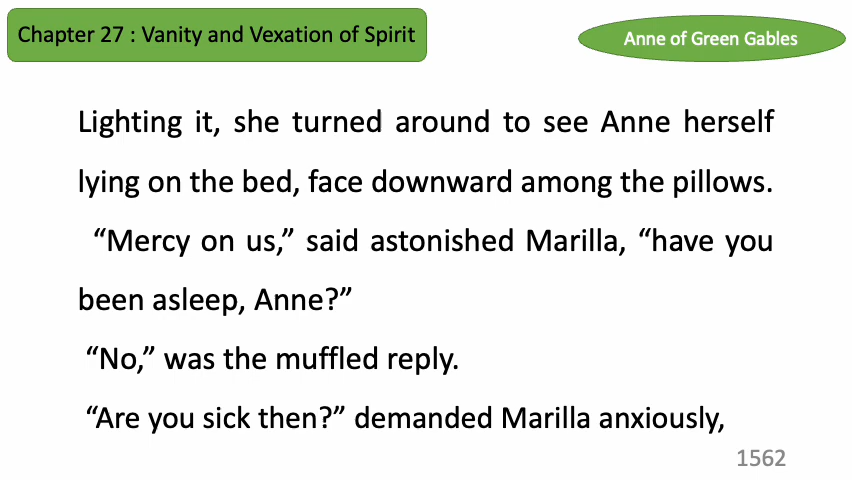 Chapter 27 : Vanity and Vexation of Spirit
Anne of Green Gables
Lighting it, she turned around to see Anne herself
lying on the bed, face downward among the pillows.
“Mercy on us,” said astonished Marilla, “have you
been asleep, Anne?”
“No,” was the muffled reply.
“Are you sick then?” demanded Marilla anxiously,
1562